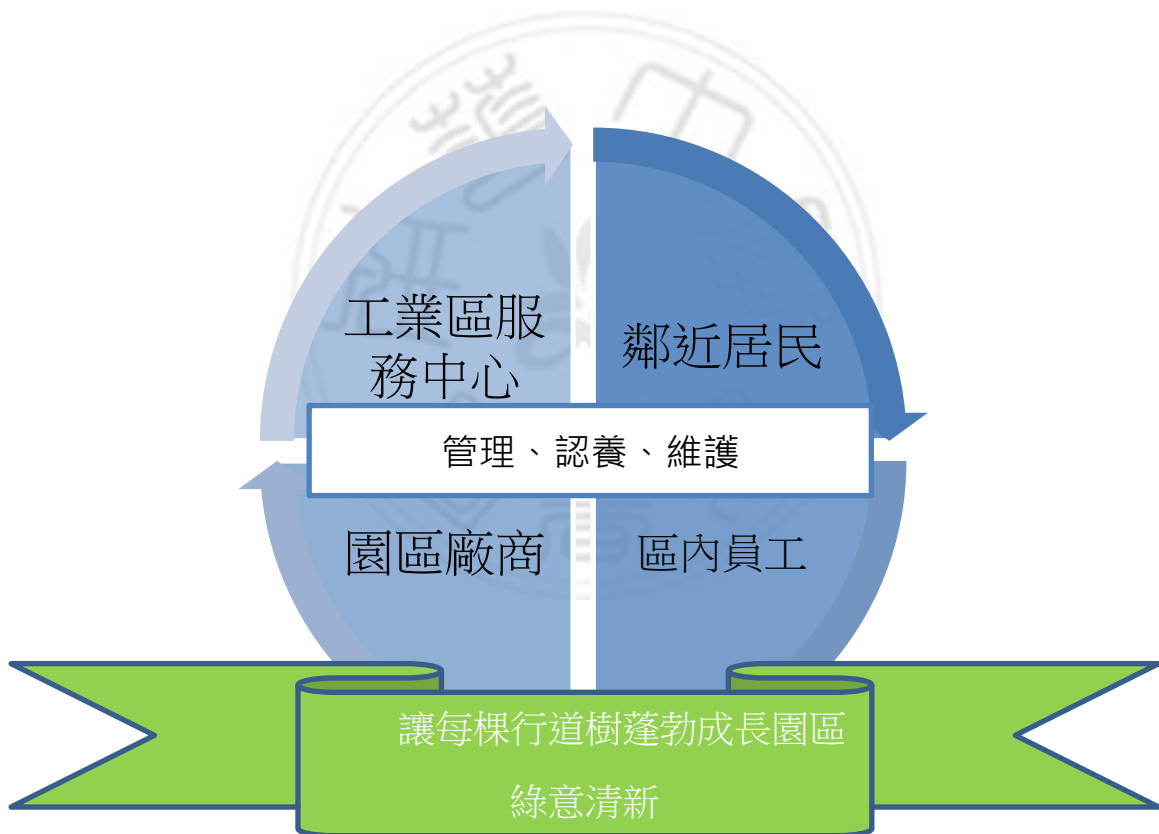 工業區服
務中心
鄰近居民
管理、認養、維護
園區廠商
區內員工
讓每棵行道樹蓬勃成長園區
綠意清新